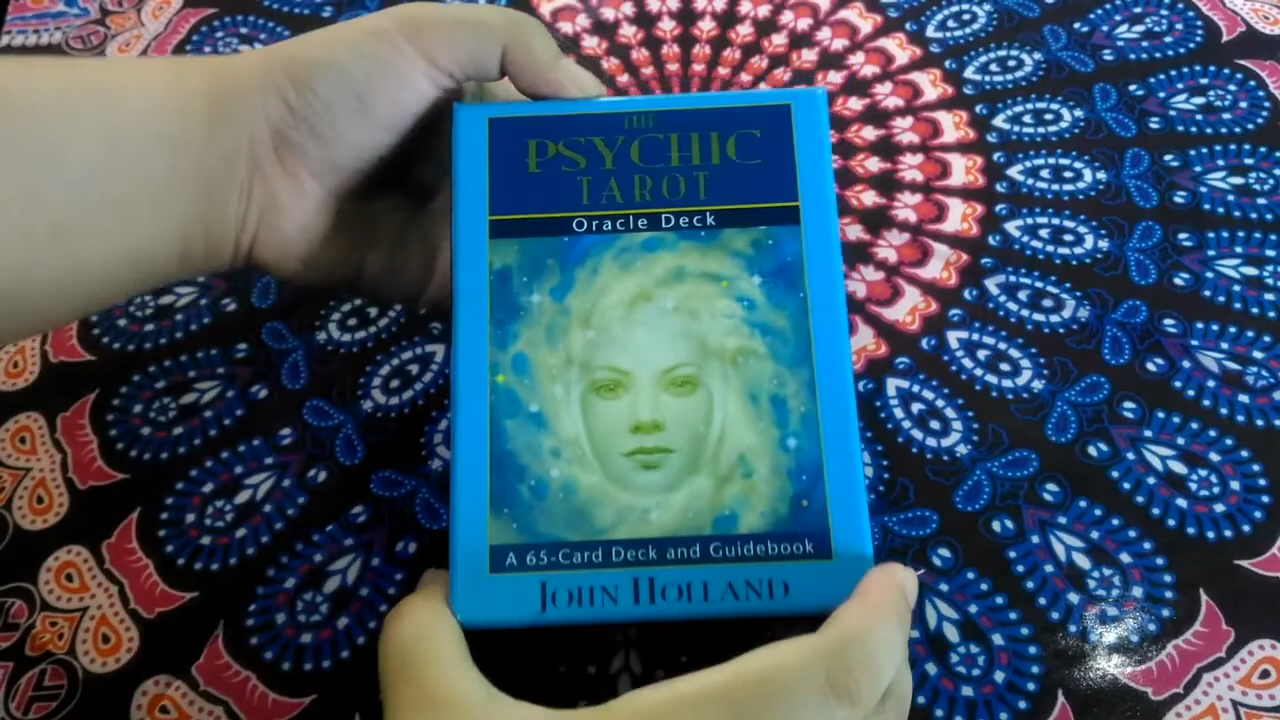 THE
PSYCHIC
TAROT
Oracle Deck
A 65-Card Deck and Guidebook
JOHN HOLLAND